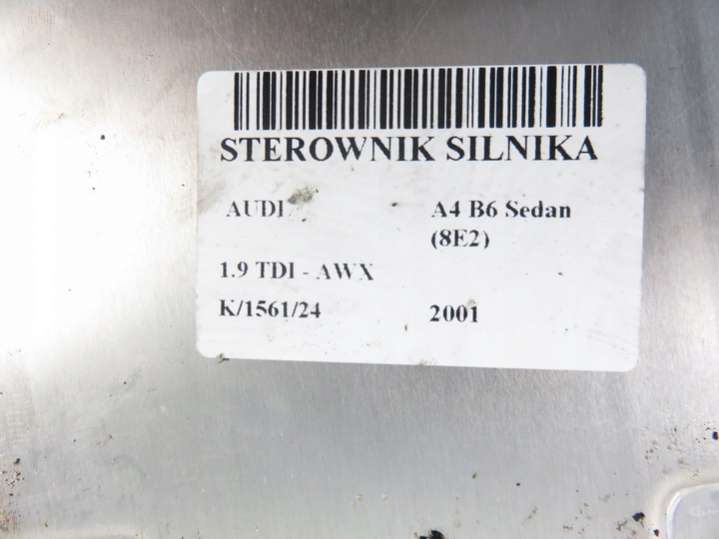 STEROWNIK SILNIKA
AUDI A4 B6 Sedan
(8E2)
1.9 TDI - AWX
K/1561/24 2001